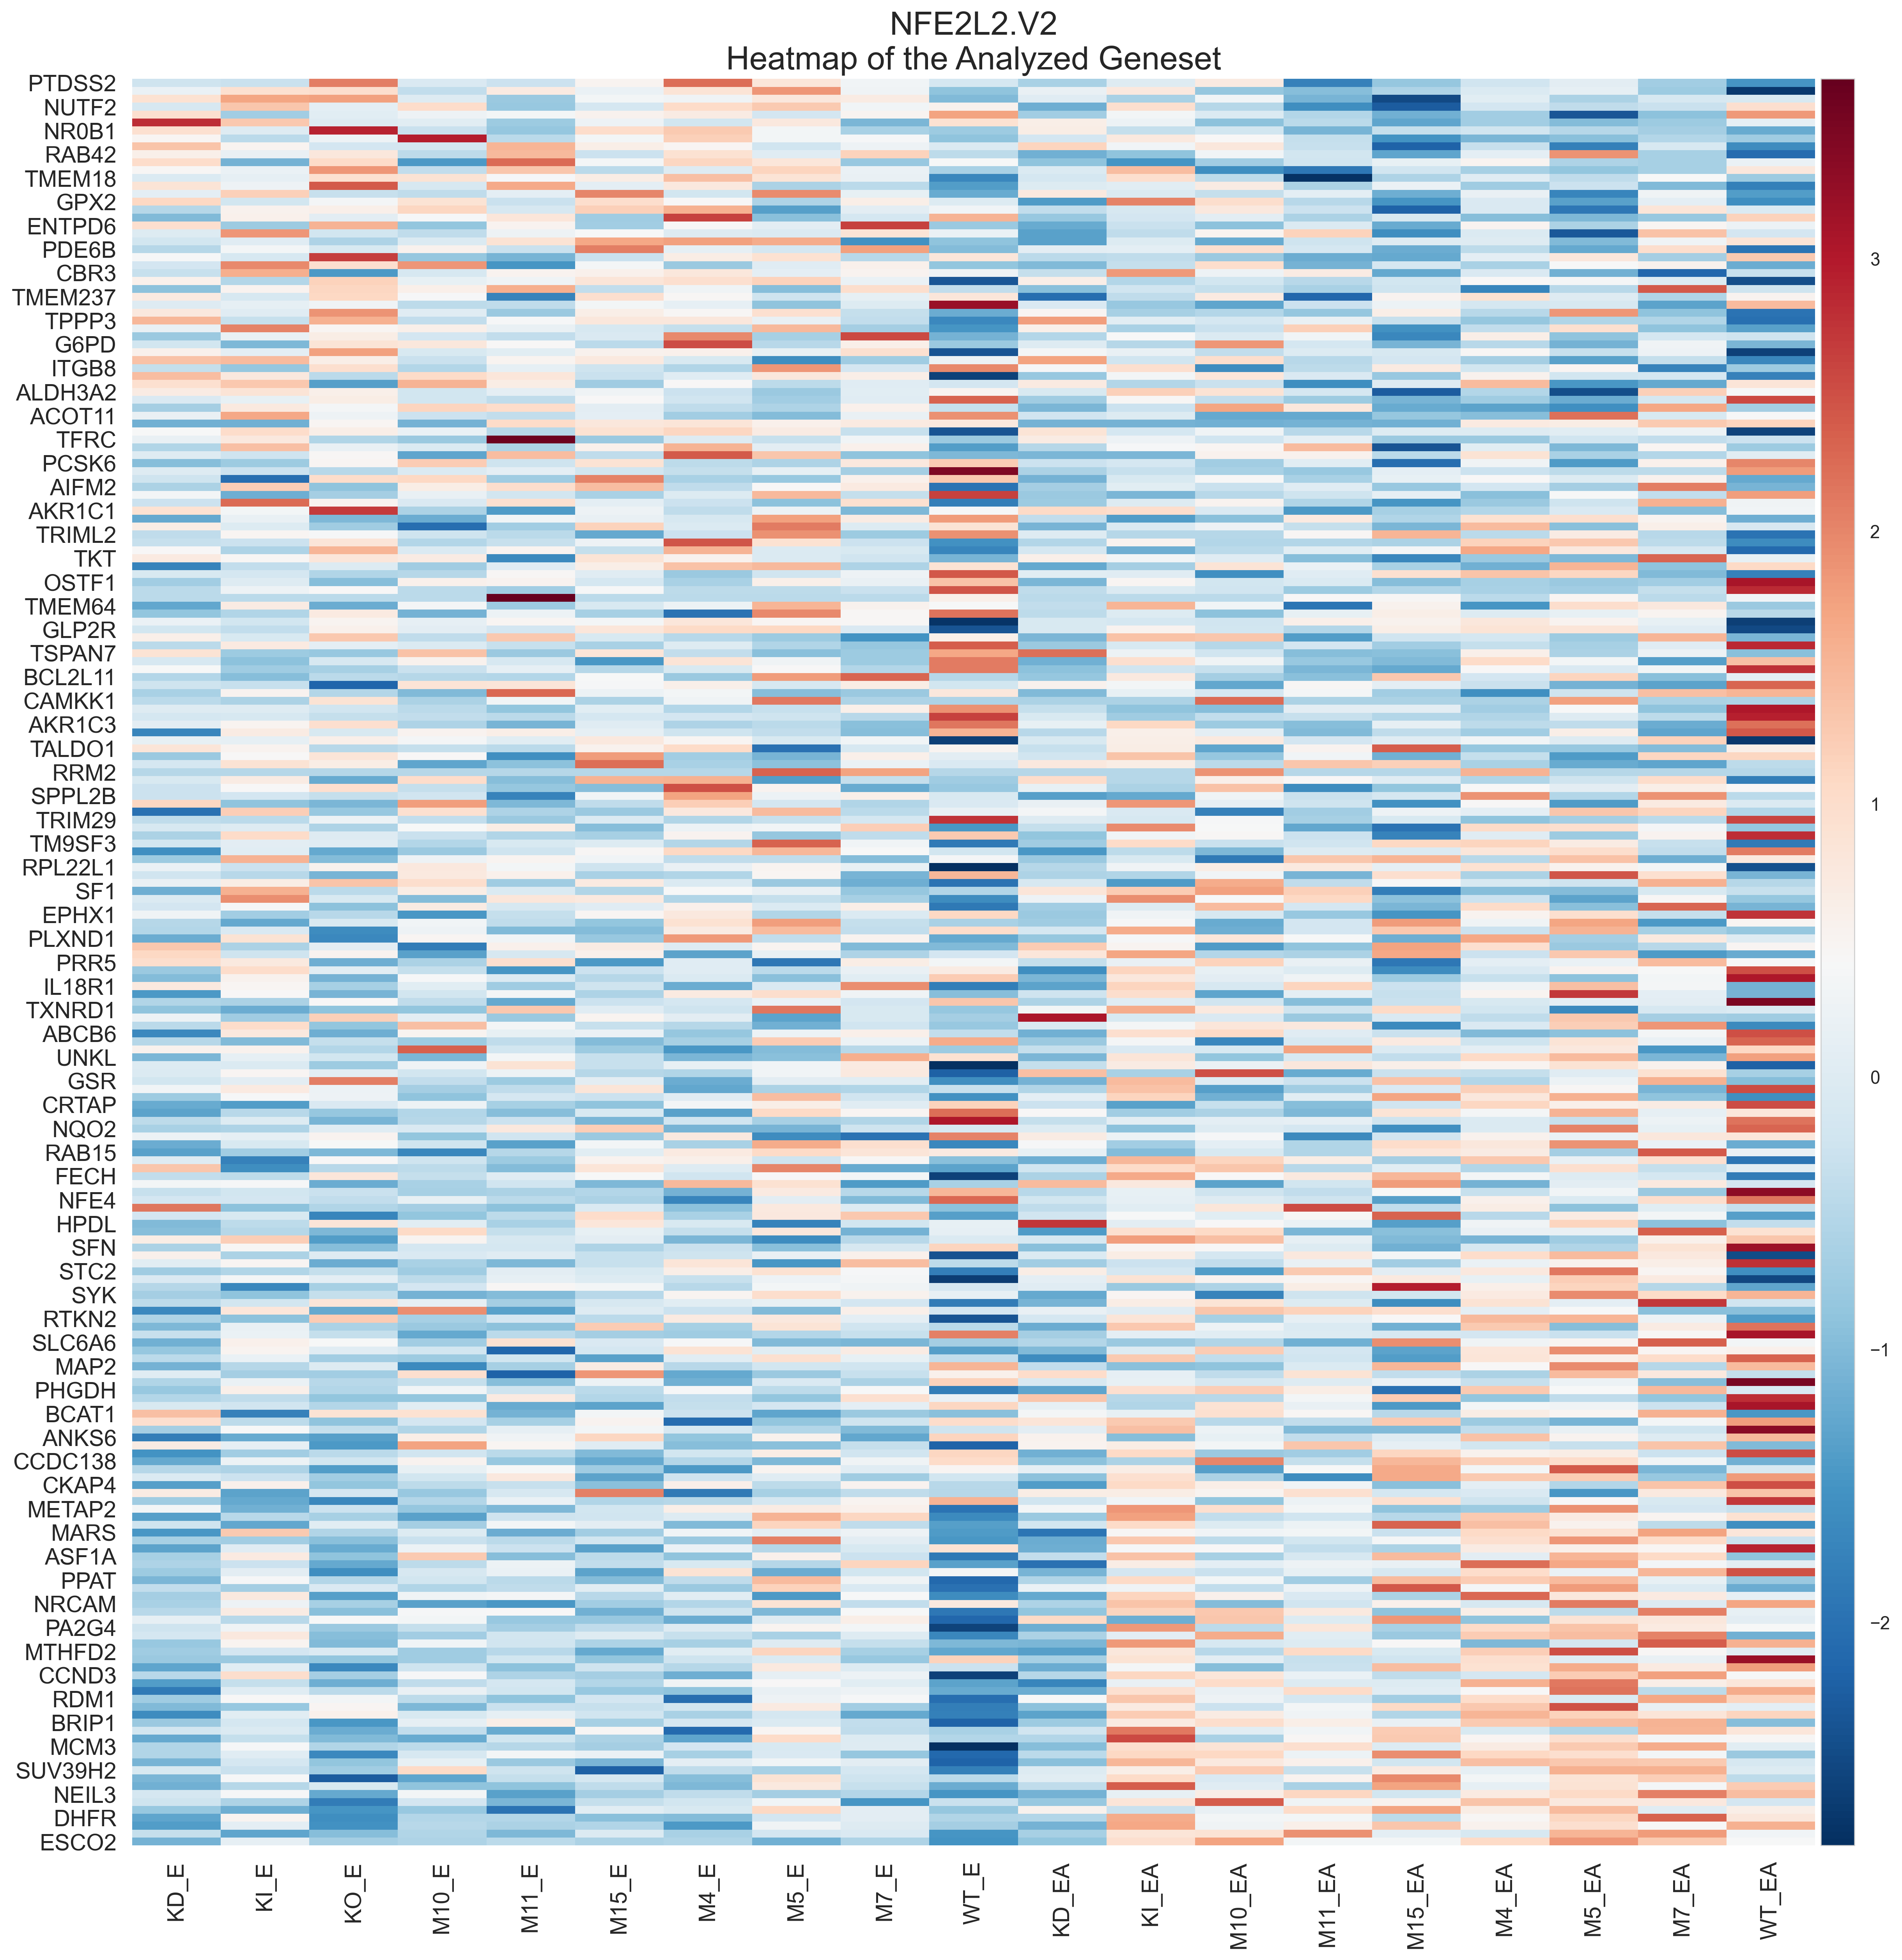 NFE2L2.V2
Heatmap of the Analyzed Geneset
PTDSS2
NUTF2
NR0B1
RAB42
TMEM18
GPX2
ENTPD6
PDE6B
CBR3
TMEM237
TPPP3
G6PD
ITGB8
ALDH3A2
ACOT11
TFRC
PCSK6
AIFM2
AKR1C1
TRIML2
TKT
OSTF1
TMEM64
GLP2R
TSPAN7
BCL2L11
CAMKK1
AKR1C3
TALDO1
RRM2
SPPL2B
TRIM29
TM9SF3
RPL22L1
SF1
EPHX1
PLXND1
PRR5
IL18R1
TXNRD1
ABCB6
UNKL
GSR
CRTAP
NQO2
RAB15
FECH
NFE4
HPDL
SFN
STC2
SYK
RTKN2
SLC6A6
MAP2
PHGDH
BCAT1
ANKS6
CCDC138
CKAP4
METAP2
MARS
ASF1A
PPAT
NRCAM
PA2G4
MTHFD2
CCND3
RDM1
BRIP1
MCM3
SUV39H2
NEIL3
DHFR
ESCO2
KD_E
KI_E
KO_E
M10_E
M11_E
M15_E
M4_E
M5_E
M7_E
WT_E
KD_EA
KI_EA
M10_EA
M11_EA
M15_EA
M4_EA
M5_EA
M7_EA
WT_EA
3
2
1
0
−1
−2